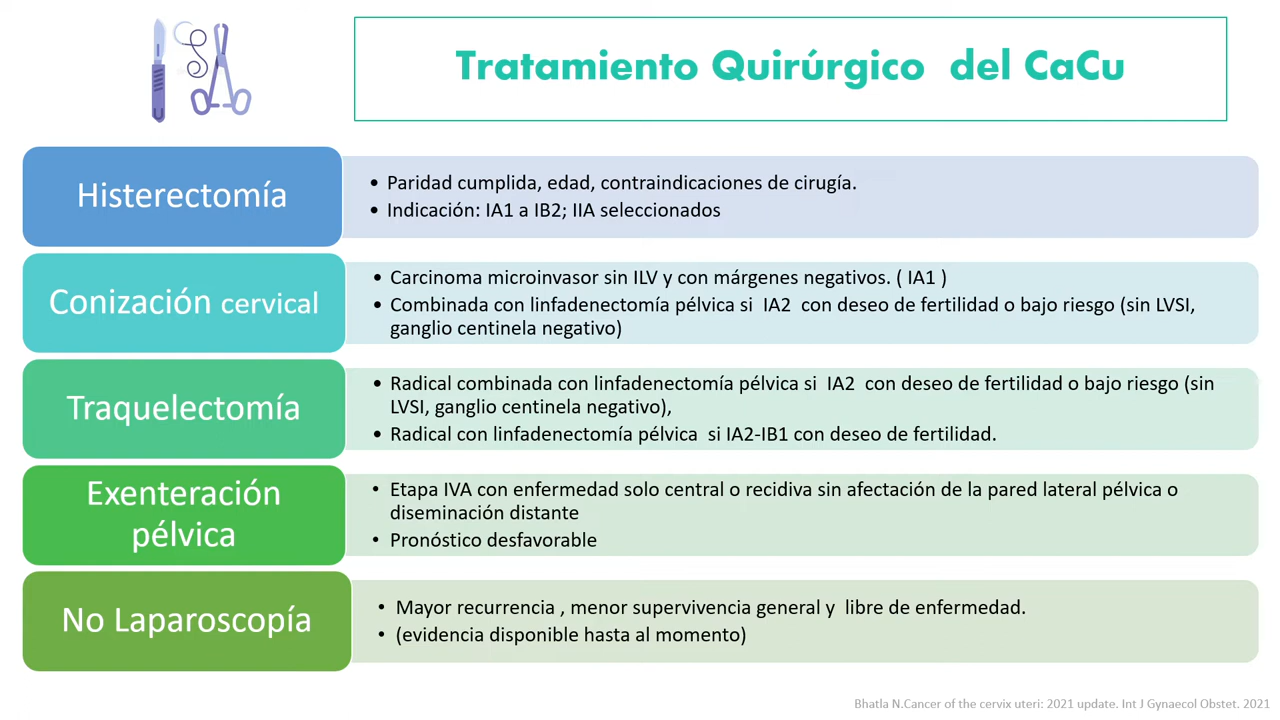 Tratamiento Quirúrgico del CaCu
Histerectomía
• Paridad cumplida, edad, contraindicaciones de cirugía.
• Indicación: IA1 a IB2; IIA seleccionados
Conización cervical
• Carcinoma microinvasor sin ILV y con márgenes negativos. ( IA1 )
• Combinada con linfadenectomía pélvica si IA2 con deseo de fertilidad o bajo riesgo (sin LVSI,
ganglio centinela negativo)
Traquelectomía
• Radical combinada con linfadenectomía pélvica si IA2 con deseo de fertilidad o bajo riesgo (sin
LVSI, ganglio centinela negativo),
• Radical con linfadenectomía pélvica si IA2-IB1 con deseo de fertilidad.
Exenteración
pélvica
• Etapa IVA con enfermedad solo central o recidiva sin afectación de la pared lateral pélvica o
diseminación distante
• Pronóstico desfavorable
No Laparoscopía
• Mayor recurrencia , menor supervivencia general y libre de enfermedad.
• (evidencia disponible hasta al momento)
Bhatla N.Cancer of the cervix uteri: 2021 update. Int J Gynaecol Obstet. 2021